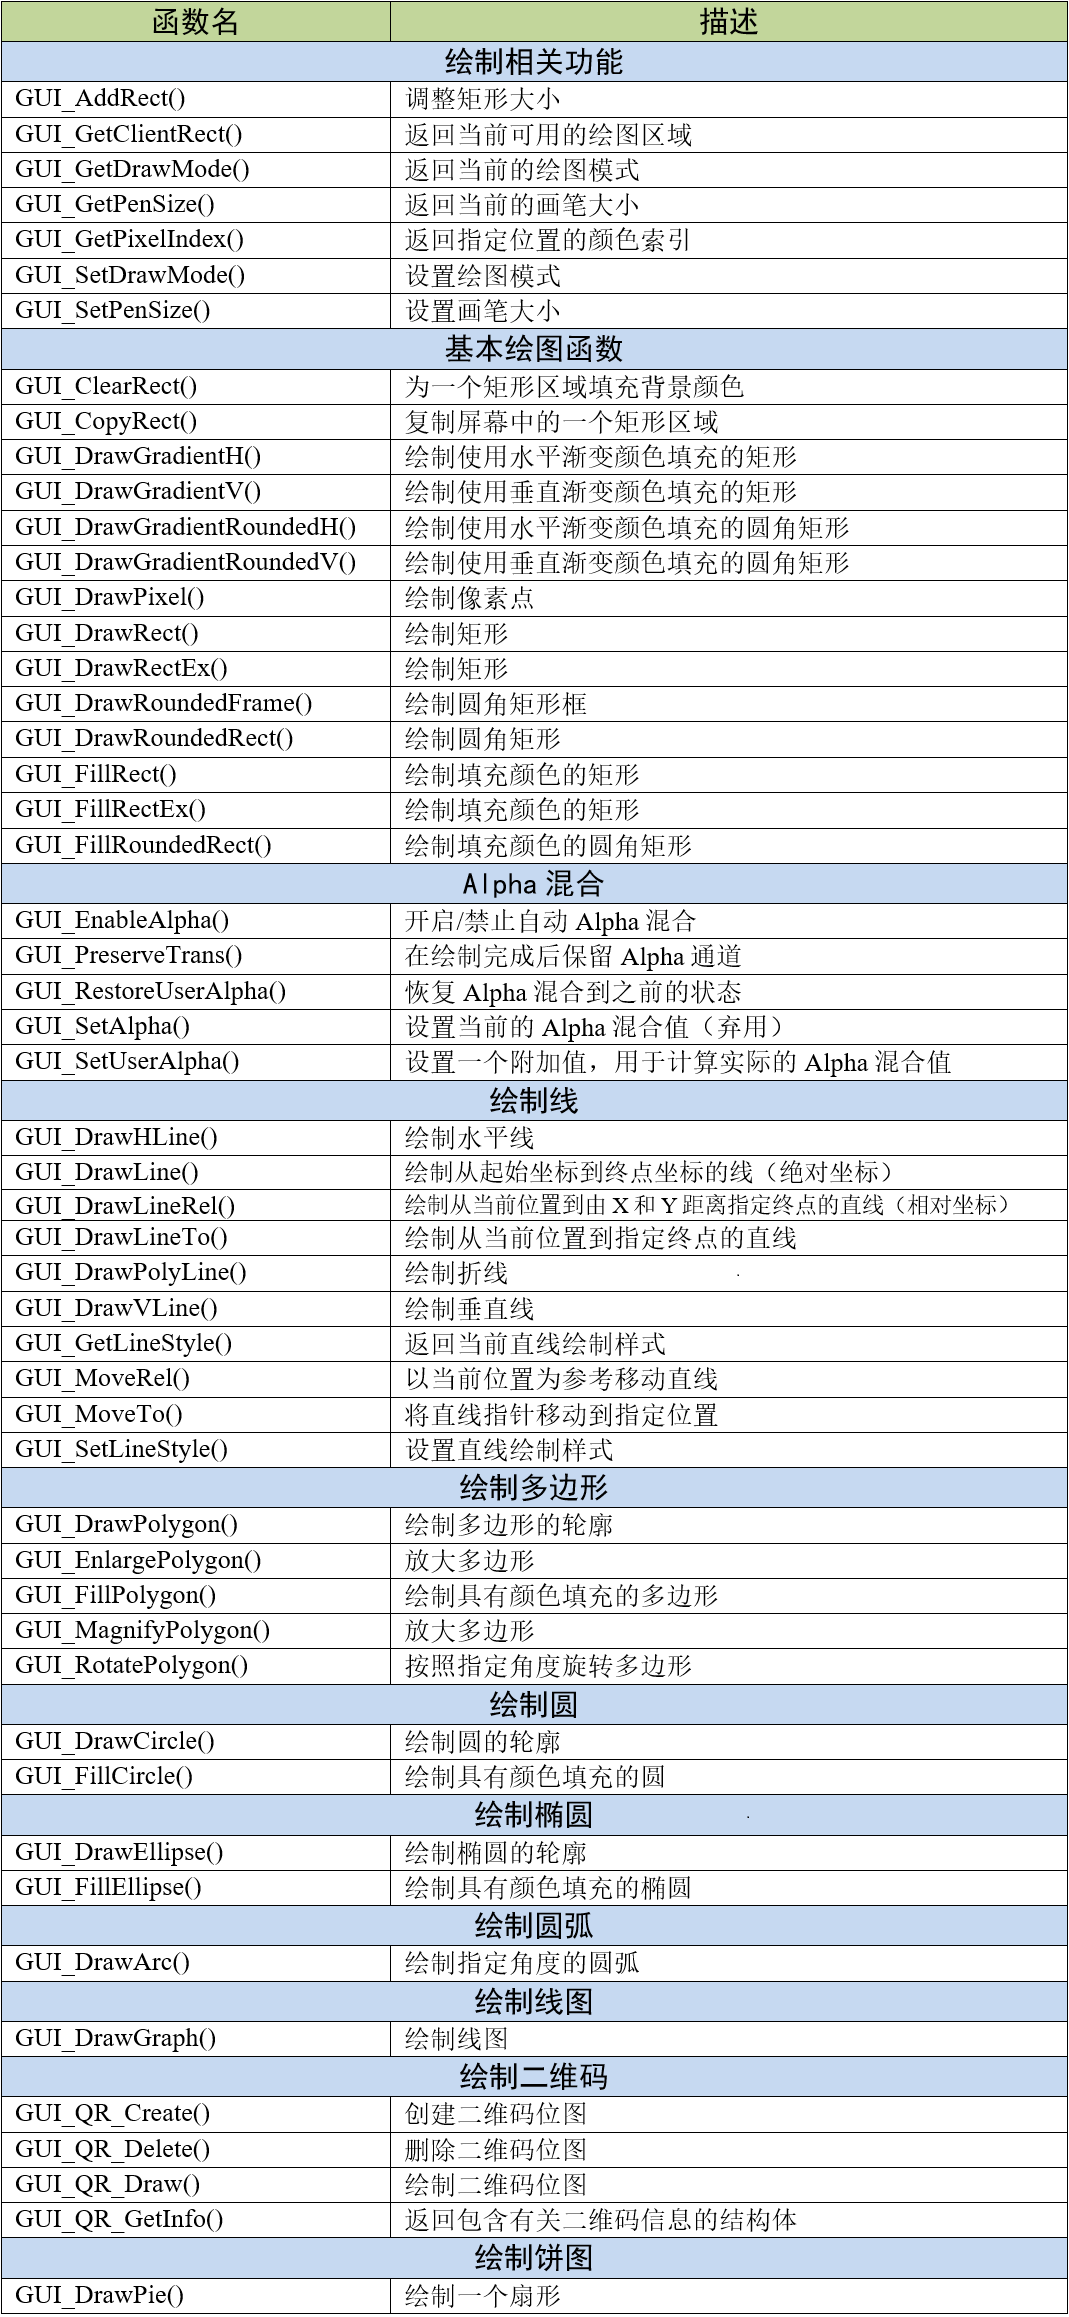 函数名 描述
绘制相关功能
GUI_AddRect() 调整矩形大小
GUI_GetClientRect() 返回当前可用的绘图区域
GUI_GetDrawMode() 返回当前的绘图模式
GUI_GetPenSize() 返回当前的画笔大小
GUI_GetPixelIndex() 返回指定位置的颜色索引
GUI_SetDrawMode() 设置绘图模式
GUI_SetPenSize() 设置画笔大小
基本绘图函数
GUI_ClearRect() 为一个矩形区域填充背景颜色
GUI_CopyRect() 复制屏幕中的一个矩形区域
GUI_DrawGradientH() 绘制使用水平渐变颜色填充的矩形
GUI_DrawGradientV() 绘制使用垂直渐变颜色填充的矩形
GUI_DrawGradientRoundedH() 绘制使用水平渐变颜色填充的圆角矩形
GUI_DrawGradientRoundedV() 绘制使用垂直渐变颜色填充的圆角矩形
GUI_DrawPixel() 绘制像素点
GUI_DrawRect() 绘制矩形
GUI_DrawRectEx() 绘制矩形
GUI_DrawRoundedFrame() 绘制圆角矩形框
GUI_DrawRoundedRect() 绘制圆角矩形
GUI_FillRect() 绘制填充颜色的矩形
GUI_FillRectEx() 绘制填充颜色的矩形
GUI_FillRoundedRect() 绘制填充颜色的圆角矩形
Alpha 混合
GUI_EnableAlpha() 开启/禁止自动 Alpha 混合
GUI_PreserveTrans() 在绘制完成后保留 Alpha 通道
GUI_RestoreUserAlpha() 恢复 Alpha 混合到之前的状态
GUI_SetAlpha() 设置当前的 Alpha 混合值（弃用）
GUI_SetUserAlpha() 设置一个附加值，用于计算实际的 Alpha 混合值
绘制线
GUI_DrawHLine() 绘制水平线
GUI_DrawLine() 绘制从起始坐标到终点坐标的线（绝对坐标）
GUI_DrawLineRel() 绘制从当前位置到由 X 和 Y 距离指定终点的直线（相对坐标）
GUI_DrawLineTo() 绘制从当前位置到指定终点的直线
GUI_DrawPolyLine() 绘制折线
GUI_DrawVLine() 绘制垂直线
GUI_GetLineStyle() 返回当前直线绘制样式
GUI_MoveRel() 以当前位置为参考移动直线
GUI_MoveTo() 将直线指针移动到指定位置
GUI_SetLineStyle() 设置直线绘制样式
绘制多边形
GUI_DrawPolygon() 绘制多边形的轮廓
GUI_EnlargePolygon() 放大多边形
GUI_FillPolygon() 绘制具有颜色填充的多边形
GUI_MagnifyPolygon() 放大多边形
GUI_RotatePolygon() 按照指定角度旋转多边形
绘制圆
GUI_DrawCircle() 绘制圆的轮廓
GUI_FillCircle() 绘制具有颜色填充的圆
绘制椭圆
GUI_DrawEllipse() 绘制椭圆的轮廓
GUI_FillEllipse() 绘制具有颜色填充的椭圆
绘制圆弧
GUI_DrawArc() 绘制指定角度的圆弧
绘制线图
GUI_DrawGraph() 绘制线图
绘制二维码
GUI_QR_Create() 创建二维码位图
GUI_QR_Delete() 删除二维码位图
GUI_QR_Draw() 绘制二维码位图
GUI_QR_GetInfo() 返回包含有关二维码信息的结构体
绘制饼图
GUI_DrawPie() 绘制一个扇形